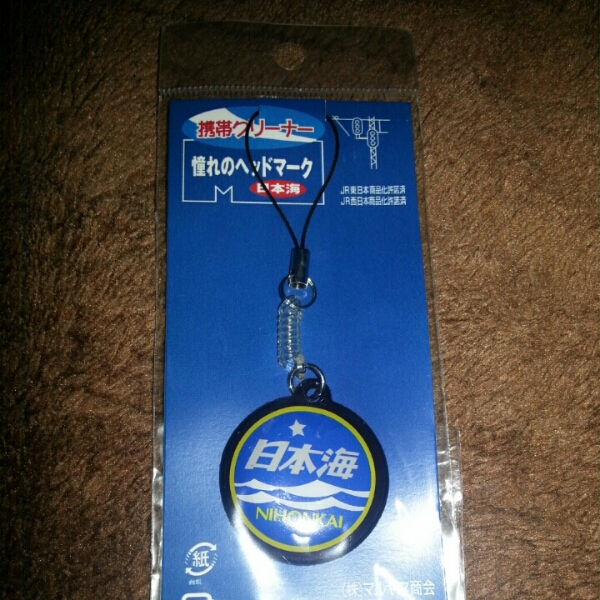 携帯クリーナー
憧れのヘッドマーク
日本海
JR東日本商品化許諾済
JR西日本商品化許諾済
日本海
NIHONKAI
紙